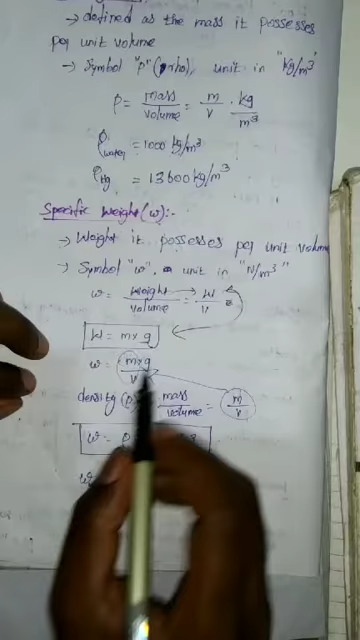 → defined as the mass it possesses
per unit volume
→ Symbol "ρ" (rho), unit in "kg/m³"
ρ = mass/volume = m/v · kg/m³
ρwater = 1000 kg/m³
ρHg = 13600 kg/m³
Specific Weight (w):-
→ Weight it possesses per unit volume
→ Symbol "w" unit in "N/m³"
w = Weight/volume = W/v
W = m×g
w = m×g/v
density (ρ) mass/volume = m/v
w =